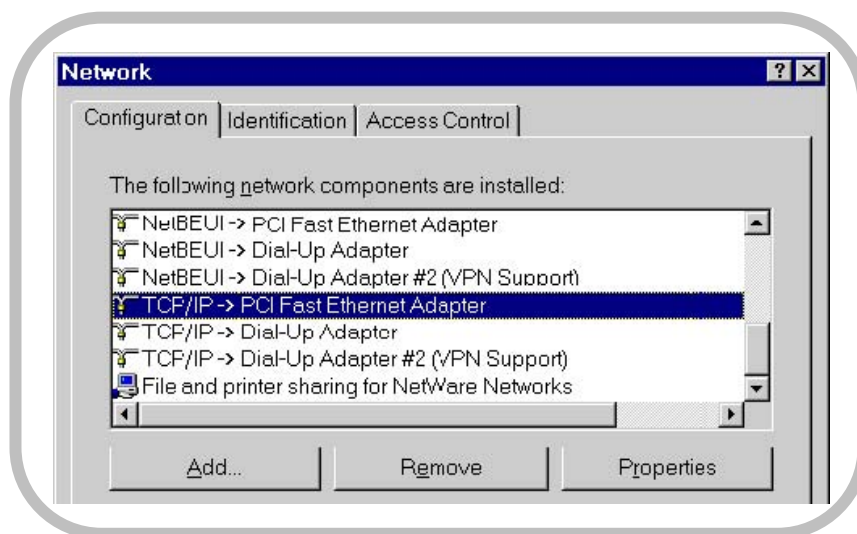 Network
Configurat on Identification Access Control
The following network components are installed:
NetBEUI -> PCI Fast Ethernet Adapter
NetBEUI -> Dial-Up Adapter
NetBEUI -> Dial-Up Adapter #2 (VPN Support)
TCP/IP -> PCI Fast Ethernet Adapter
TCP/IP -> Dial-Up Adapter
TCP/IP -> Dial-Up Adapter #2 (VPN Support)
File and printer sharing for NetWare Networks
Add... Remove Properties